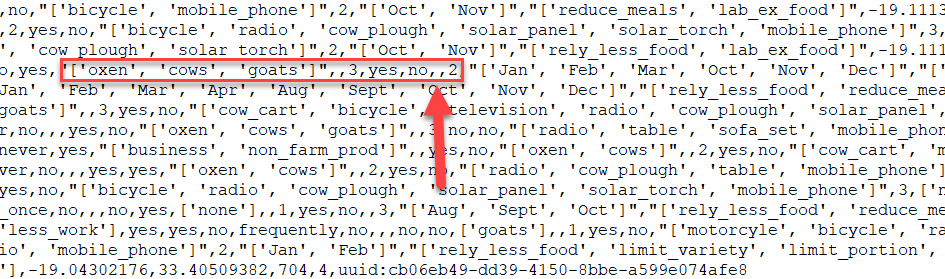 ,no,"['bicycle', 'mobile_phone']",2,"['Oct', 'Nov']","['reduce_meals', 'lab_ex_food']",-19.1113
,2,yes,no,"['bicycle', 'radio', 'cow_plough', 'solar_panel', 'solar_torch', 'mobile_phone']",3,
, 'cow_plough', 'solar_torch']",2,"['Oct', 'Nov']","['rely_less_food', 'lab_ex_food']",-19.111
o,yes,"['oxen', 'cows', 'goats']",,3,yes,no,,2,"['Jan', 'Feb', 'Mar', 'Oct', 'Nov', 'Dec']",
Jan', 'Feb', 'Mar', 'Apr', 'Aug', 'Sept', 'Oct', 'Nov', 'Dec']","['rely_less_food', 'reduce_mea
goats']",,3,yes,no,"['cow_cart', 'bicycle', 'television', 'radio', 'cow_plough', 'solar_panel',
r,no,,,yes,no,"['oxen', 'cows', 'goats']",,3,no,no,"['radio', 'table', 'sofa_set', 'mobile_phon
never,yes,"['business', 'non_farm_prod']",,yes,no,"['oxen', 'cows']",,2,yes,no,"['cow_cart', 'm
ever,no,,,yes,yes,"['oxen', 'cows']",,2,yes,no,"['radio', 'cow_plough', 'table', 'mobile_phone'
yes,no,"['bicycle', 'radio', 'cow_plough', 'solar_panel', 'solar_torch', 'mobile_phone']",3,['n
_once,no,,,no,yes,['none'],,1,yes,no,,3,"['Aug', 'Sept', 'Oct']","['rely_less_food', 'reduce_me
'less_work'],yes,yes,no,frequently,no,,,no,no,['goats'],,1,yes,no,"['motorcyle', 'bicycle', 'ra
io', 'mobile_phone']",2,"['Jan', 'Feb']","['rely_less_food', 'limit_variety', 'limit_portion',
'],-19.04302176,33.40509382,704,4,uuid:cb06eb49-dd39-4150-8bbe-a599e074afe8